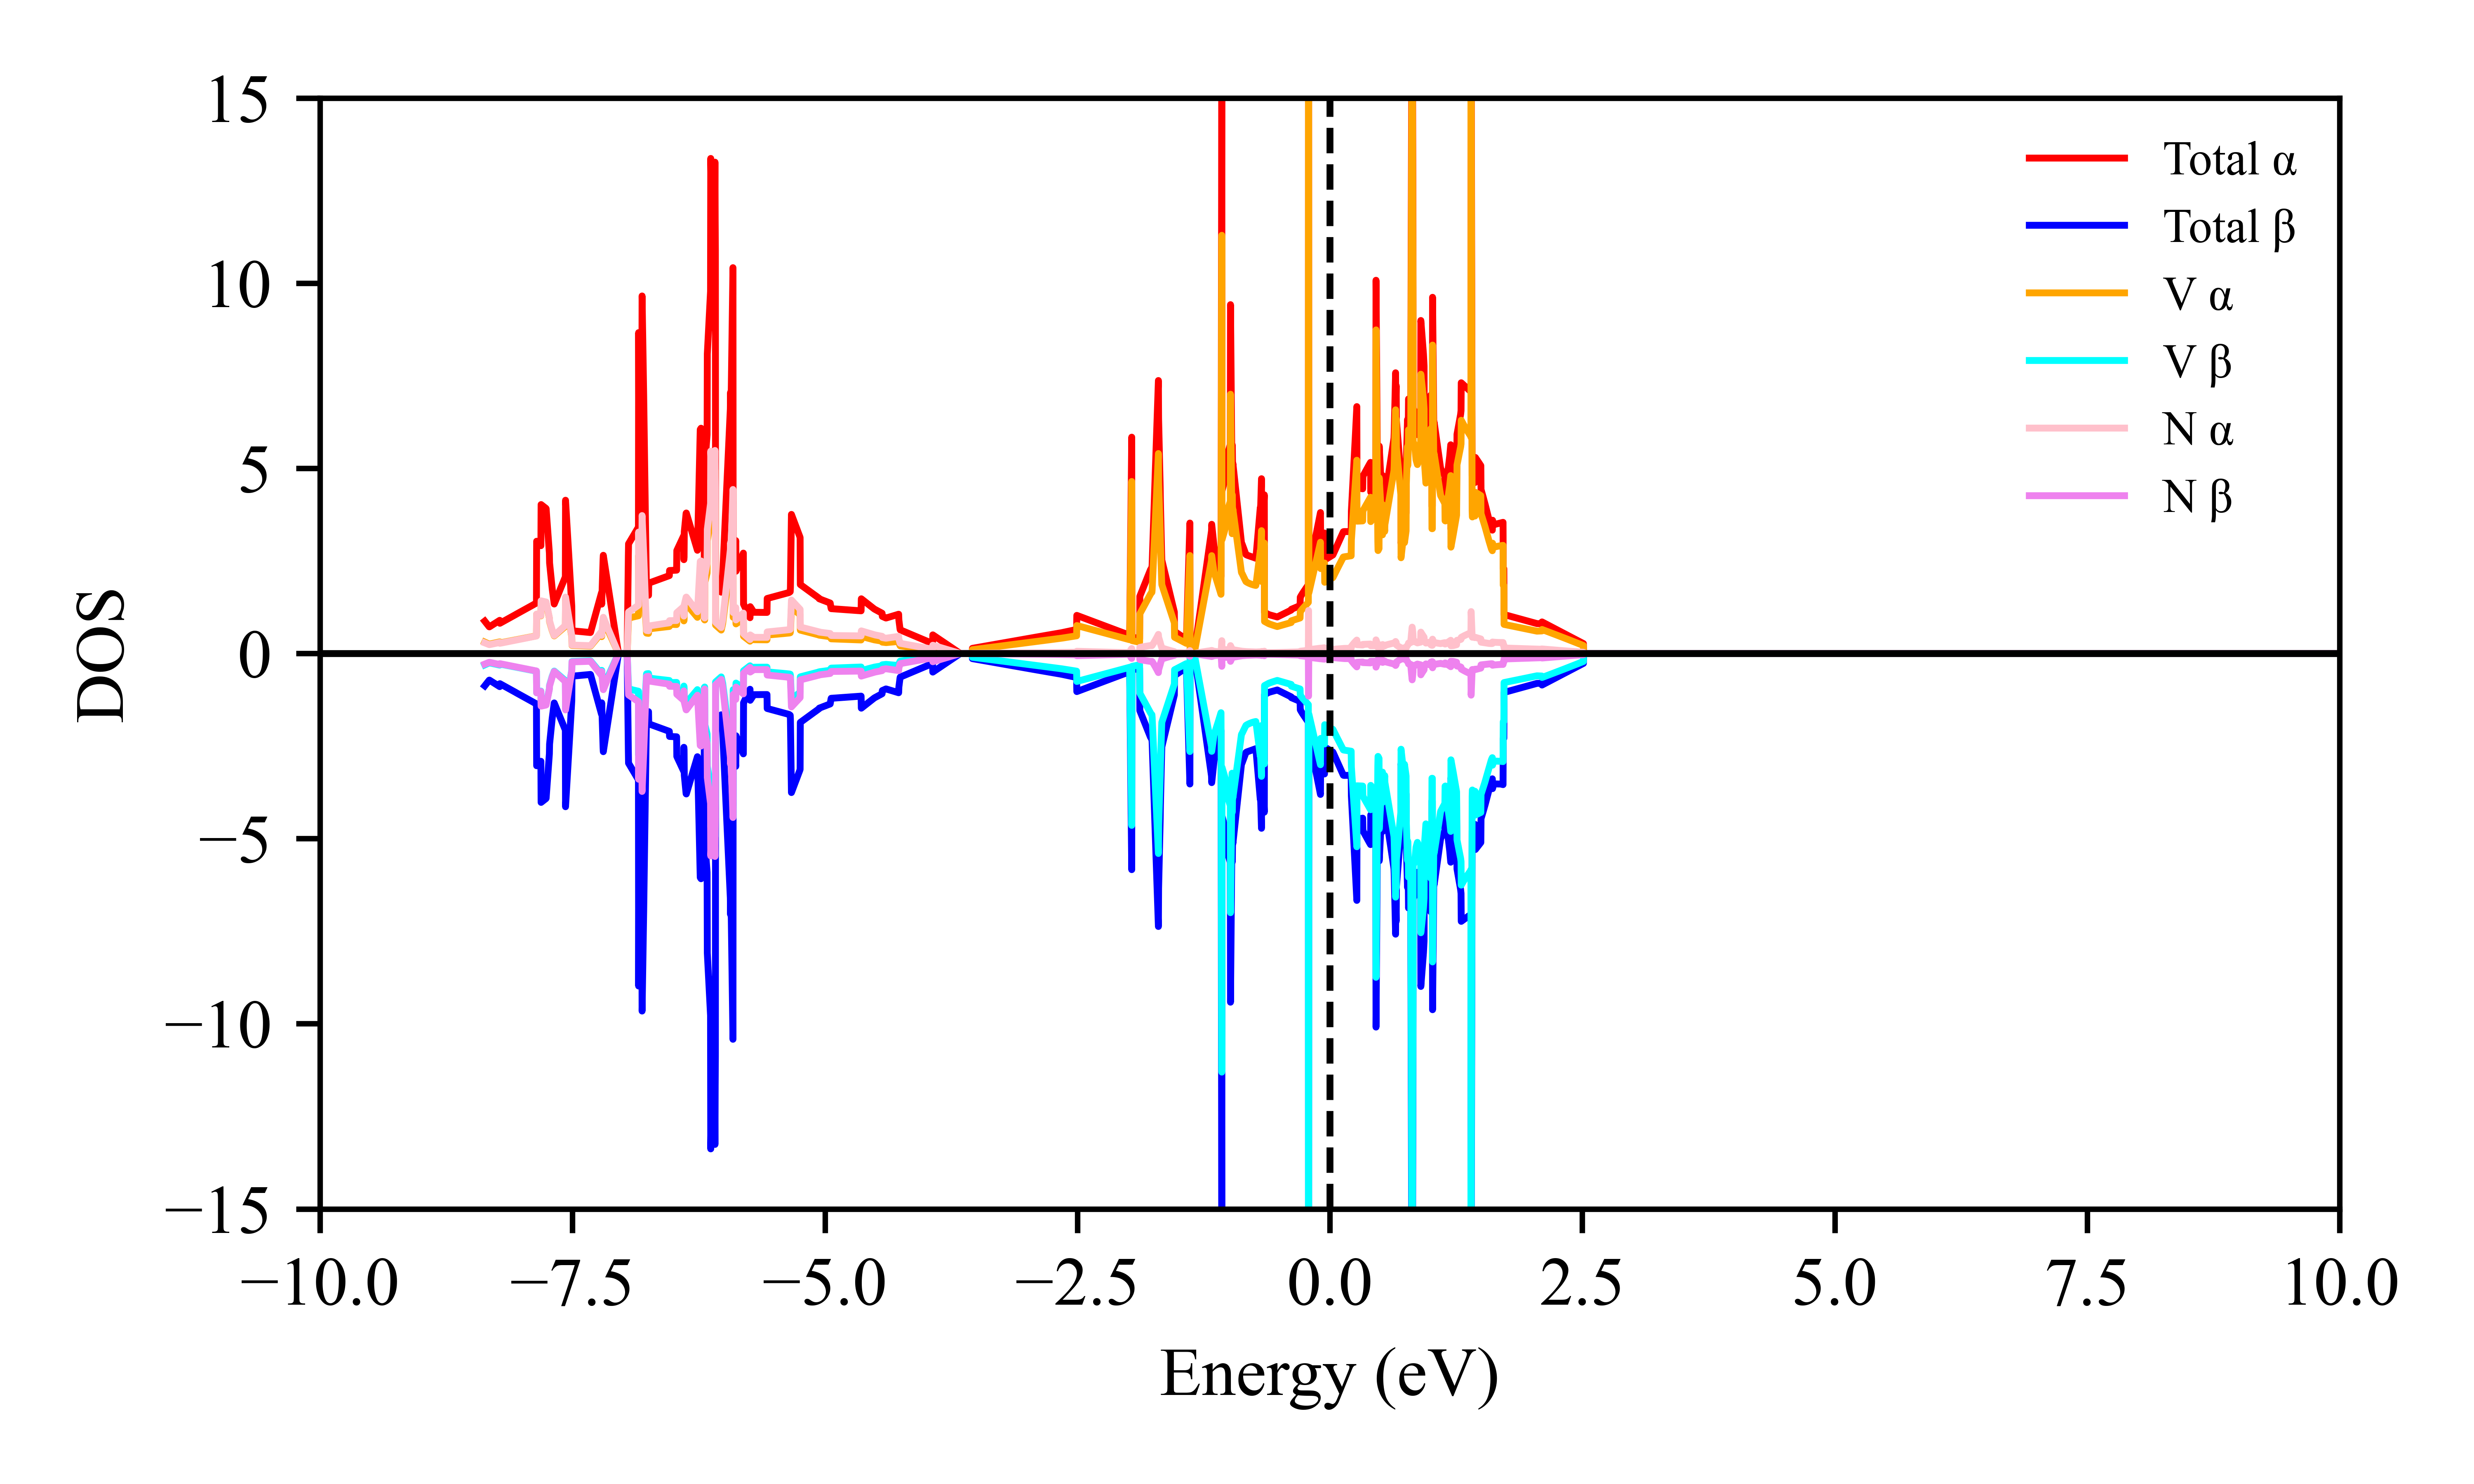 15
10
5
0
−5
−10
−15
DOS
−10.0
−7.5
−5.0
−2.5
0.0
2.5
5.0
7.5
10.0
Energy (eV)
Total α
Total β
V α
V β
N α
N β